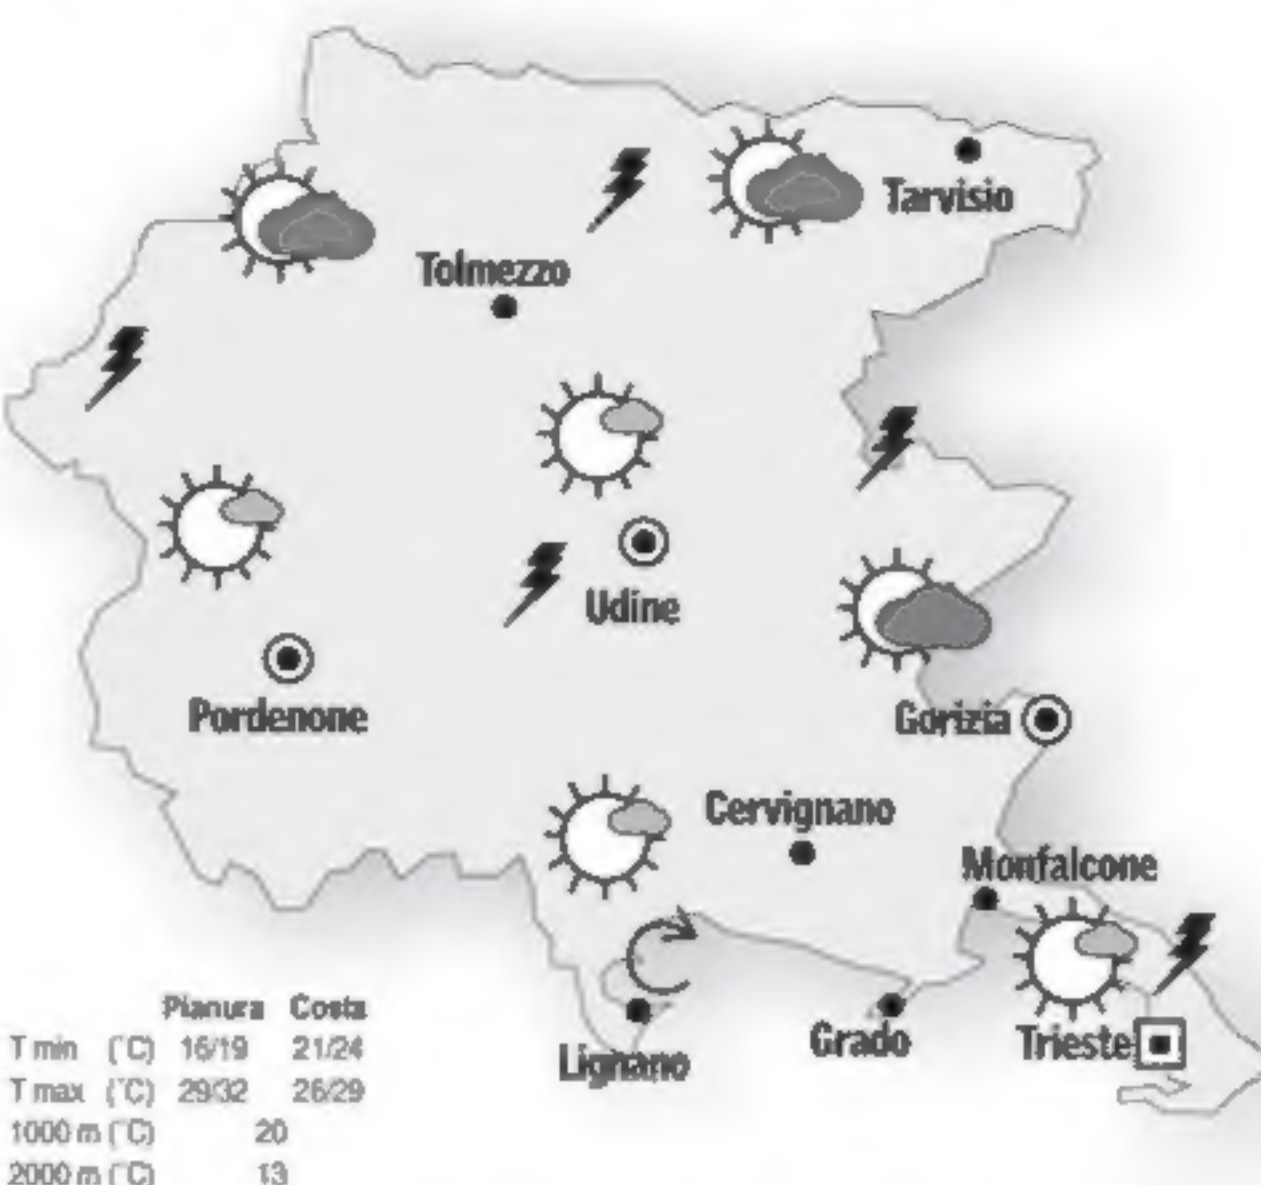 Tarvisio
Tolmezzo
Udine
Pordenone
Gorizia
Cervignano
Monfalcone
Grado
Trieste
Lignano
Pianura Costa
T min (°C) 16/19 21/24
T max (°C) 29/32 26/29
1000 m (°C) 20
2000 m (°C) 13